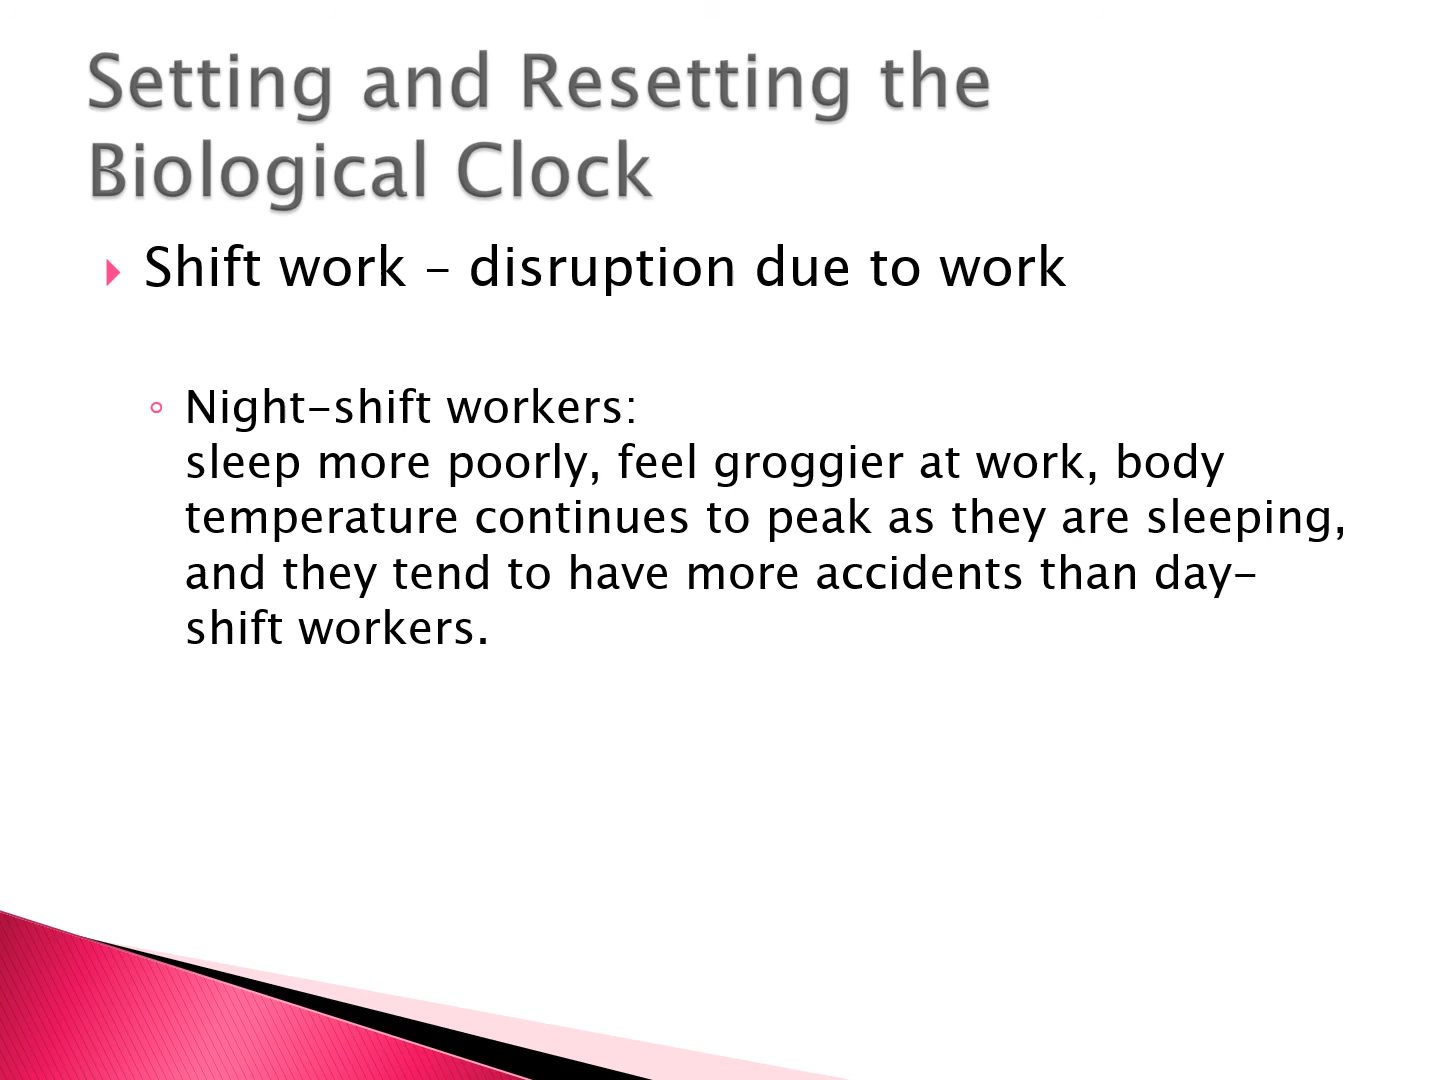 Setting and Resetting the
Biological Clock
Shift work – disruption due to work
Night-shift workers:
sleep more poorly, feel groggier at work, body
temperature continues to peak as they are sleeping,
and they tend to have more accidents than day-
shift workers.